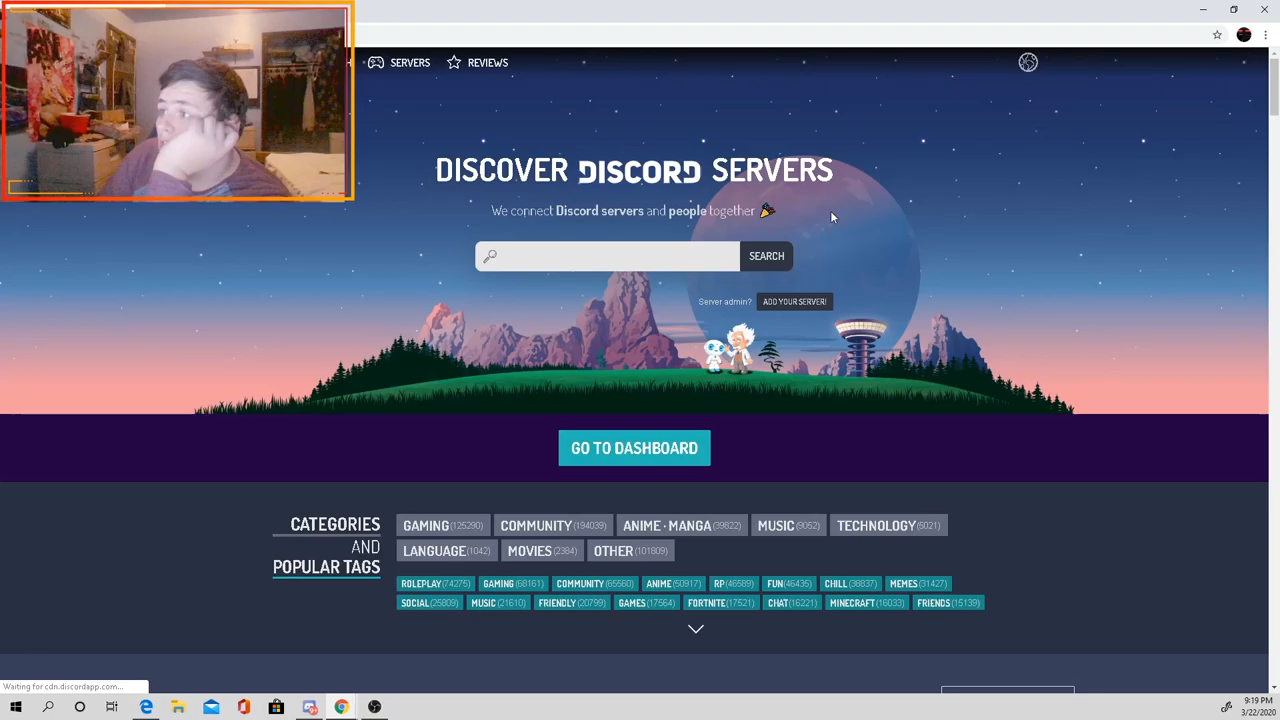 SERVERS REVIEWS
DISCOVER DISCORD SERVERS
We connect Discord servers and people together
SEARCH
Server admin? ADD YOUR SERVER!
GO TO DASHBOARD
CATEGORIES
AND
POPULAR TAGS
GAMING(125290) COMMUNITY(194039) ANIME · MANGA(39822) MUSIC(9052) TECHNOLOGY(5021)
LANGUAGE(1042) MOVIES(2384) OTHER(101809)
ROLEPLAY(74275) GAMING(68161) COMMUNITY(65560) ANIME(50917) RP(46589) FUN(46435) CHILL(38837) MEMES(31427)
SOCIAL(25809) MUSIC(21610) FRIENDLY(20799) GAMES(17564) FORTNITE(17521) CHAT(16221) MINECRAFT(16033) FRIENDS(15139)
Waiting for cdn.discordapp.com...
9:19 PM
3/22/2020